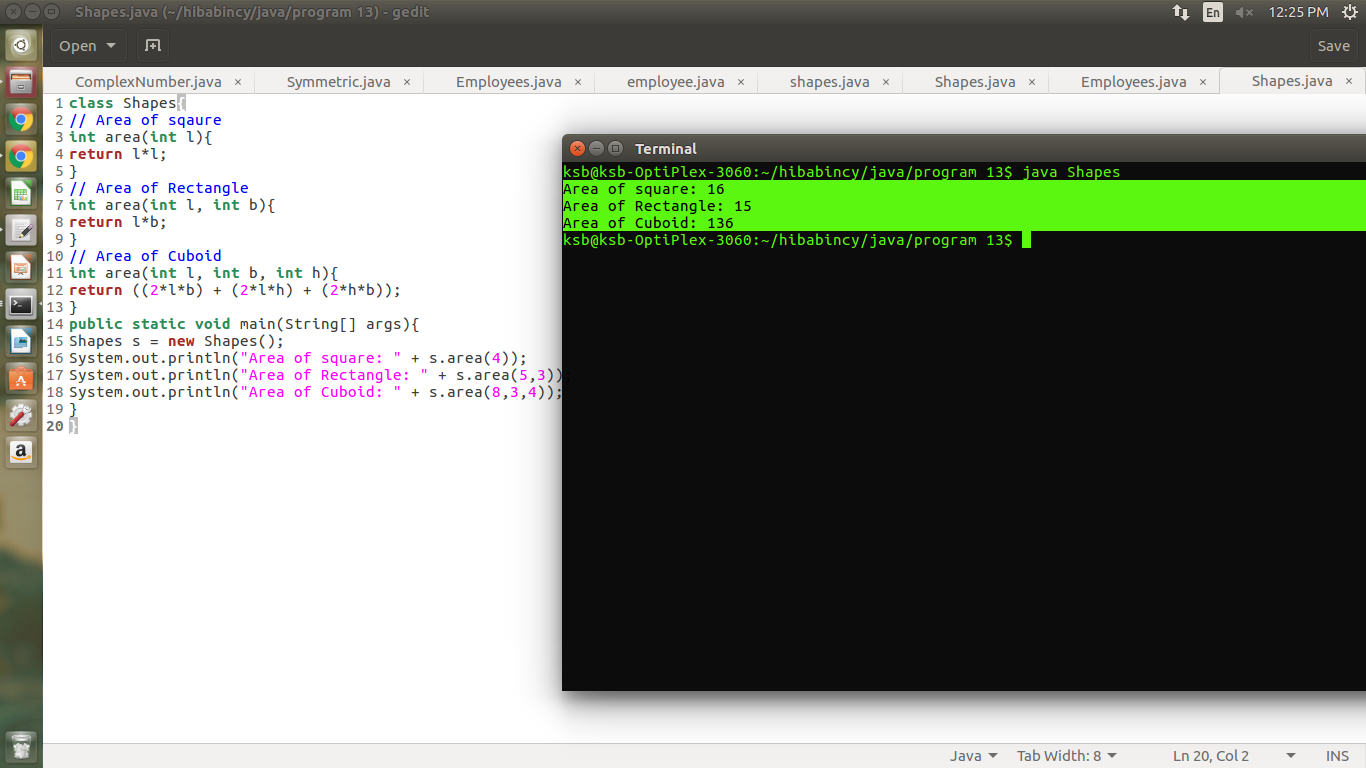 Shapes.java (~/hibabincy/java/program 13) - gedit
En 12:25 PM
Open Save
ComplexNumber.java × Symmetric.java × Employees.java × employee.java × shapes.java × Shapes.java × Employees.java × Shapes.java ×
1 class Shapes{
2 // Area of sqaure
3 int area(int l){
4 return l*l;
5 }
6 // Area of Rectangle
7 int area(int l, int b){
8 return l*b;
9 }
10 // Area of Cuboid
11 int area(int l, int b, int h){
12 return ((2*l*b) + (2*l*h) + (2*h*b));
13 }
14 public static void main(String[] args){
15 Shapes s = new Shapes();
16 System.out.println("Area of square: " + s.area(4));
17 System.out.println("Area of Rectangle: " + s.area(5,3));
18 System.out.println("Area of Cuboid: " + s.area(8,3,4));
19 }
20 }
Terminal
ksb@ksb-OptiPlex-3060:~/hibabincy/java/program 13$ java Shapes
Area of square: 16
Area of Rectangle: 15
Area of Cuboid: 136
ksb@ksb-OptiPlex-3060:~/hibabincy/java/program 13$
a
Java Tab Width: 8 Ln 20, Col 2 INS